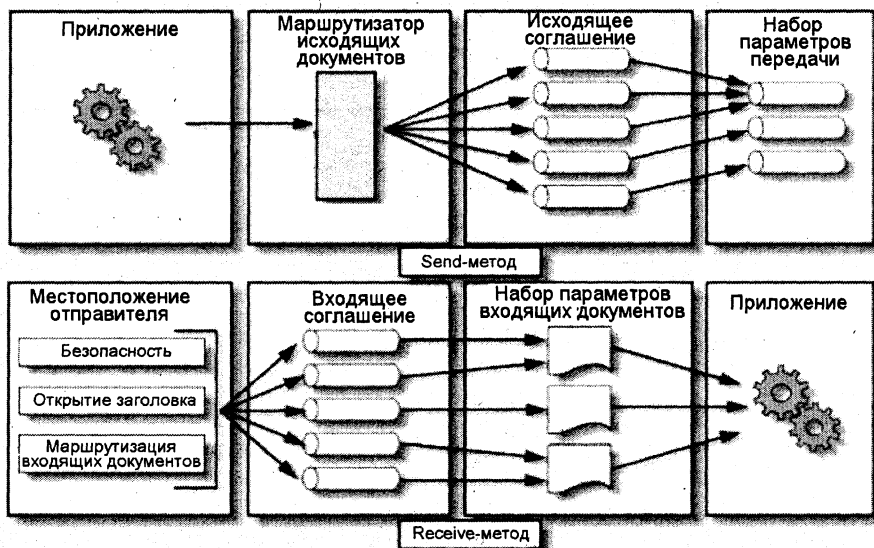 Приложение
Маршрутизатор
исходящих
документов
Исходящее
соглашение
Набор
параметров
передачи
Send-метод
Местоположение
отправителя
Безопасность
Открытие заголовка
Маршрутизация
входящих документов
Входящее
соглашение
Набор параметров
входящих документов
Приложение
Receive-метод